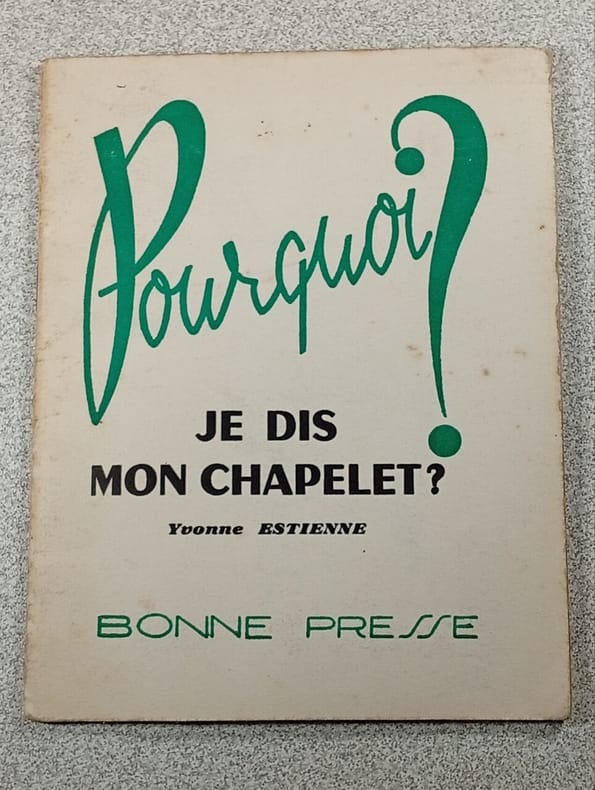 Pourquoi?
JE DIS
MON CHAPELET?
Yvonne ESTIENNE
BONNE PRESSE